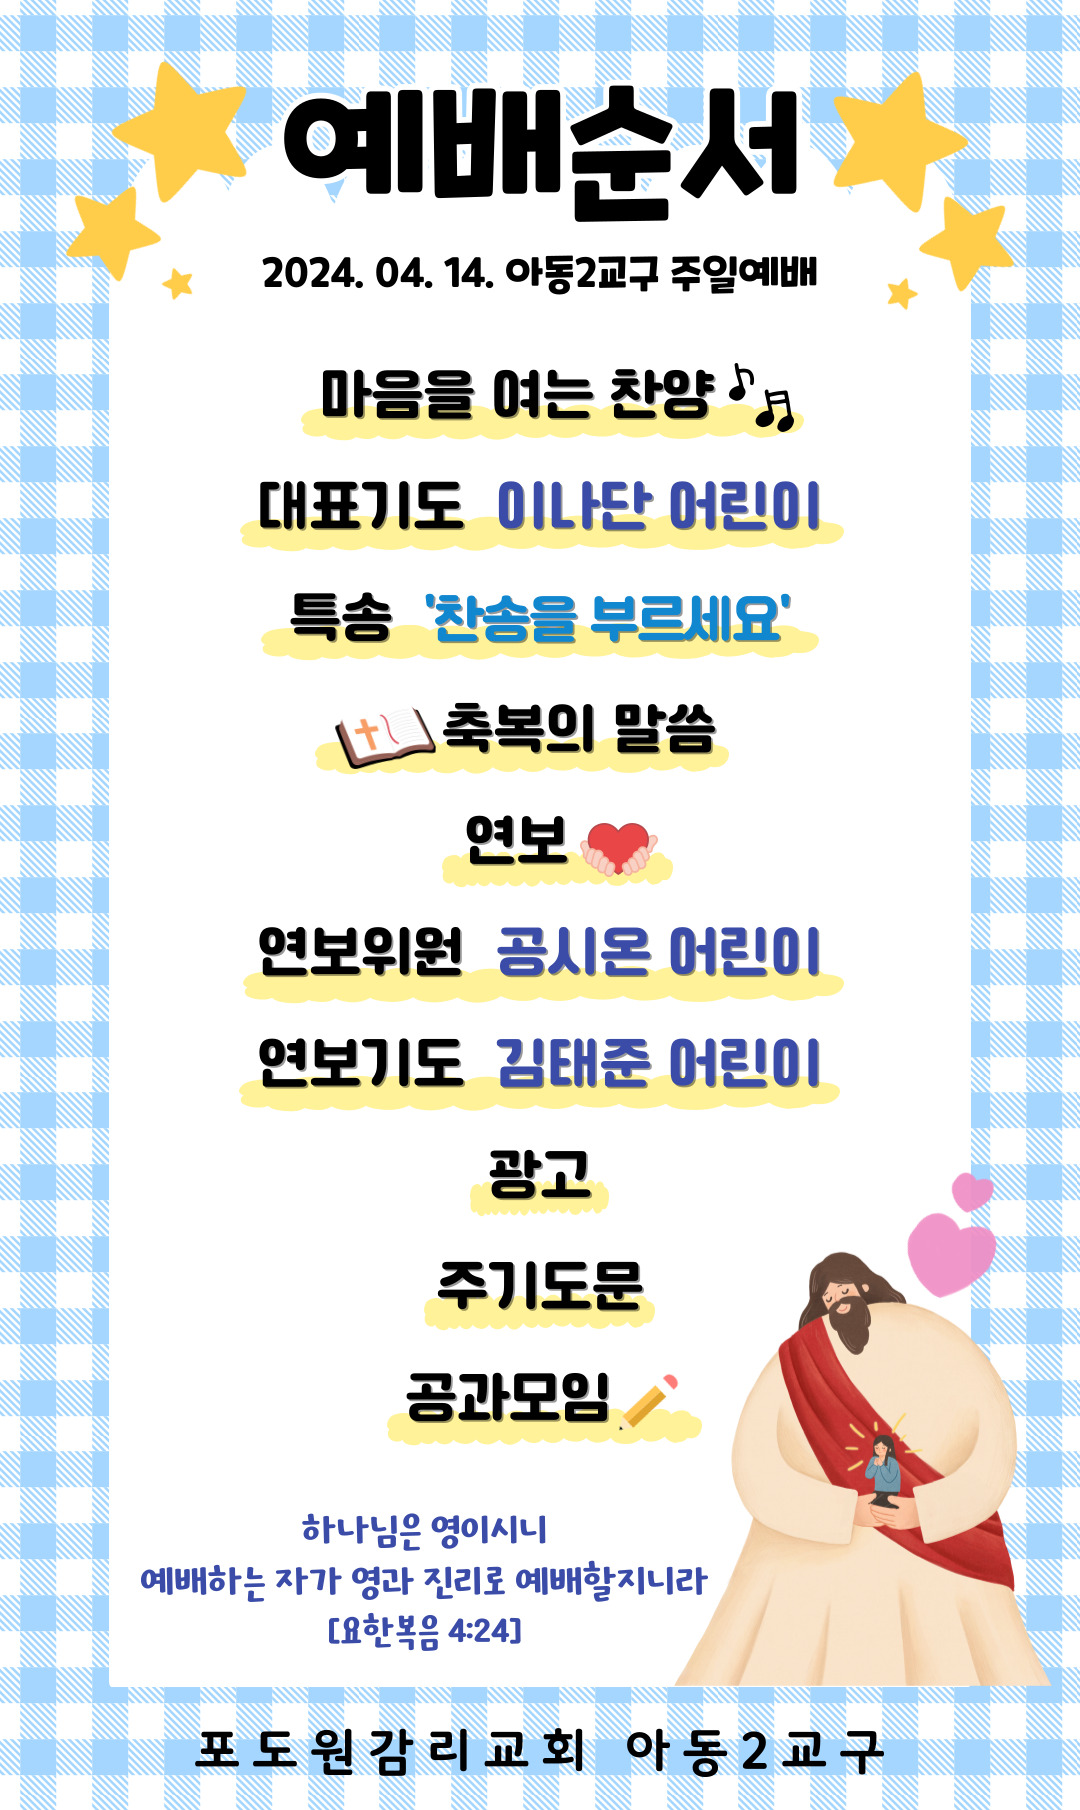 예배순서
2024. 04. 14. 아동2교구 주일예배
마음을 여는 찬양
대표기도 이나단 어린이
특송 '찬송을 부르세요'
축복의 말씀
연보
연보위원 공시온 어린이
연보기도 김태준 어린이
광고
주기도문
공과모임
하나님은 영이시니
예배하는 자가 영과 진리로 예배할지니라
[요한복음 4:24]
포도원감리교회 아동2교구